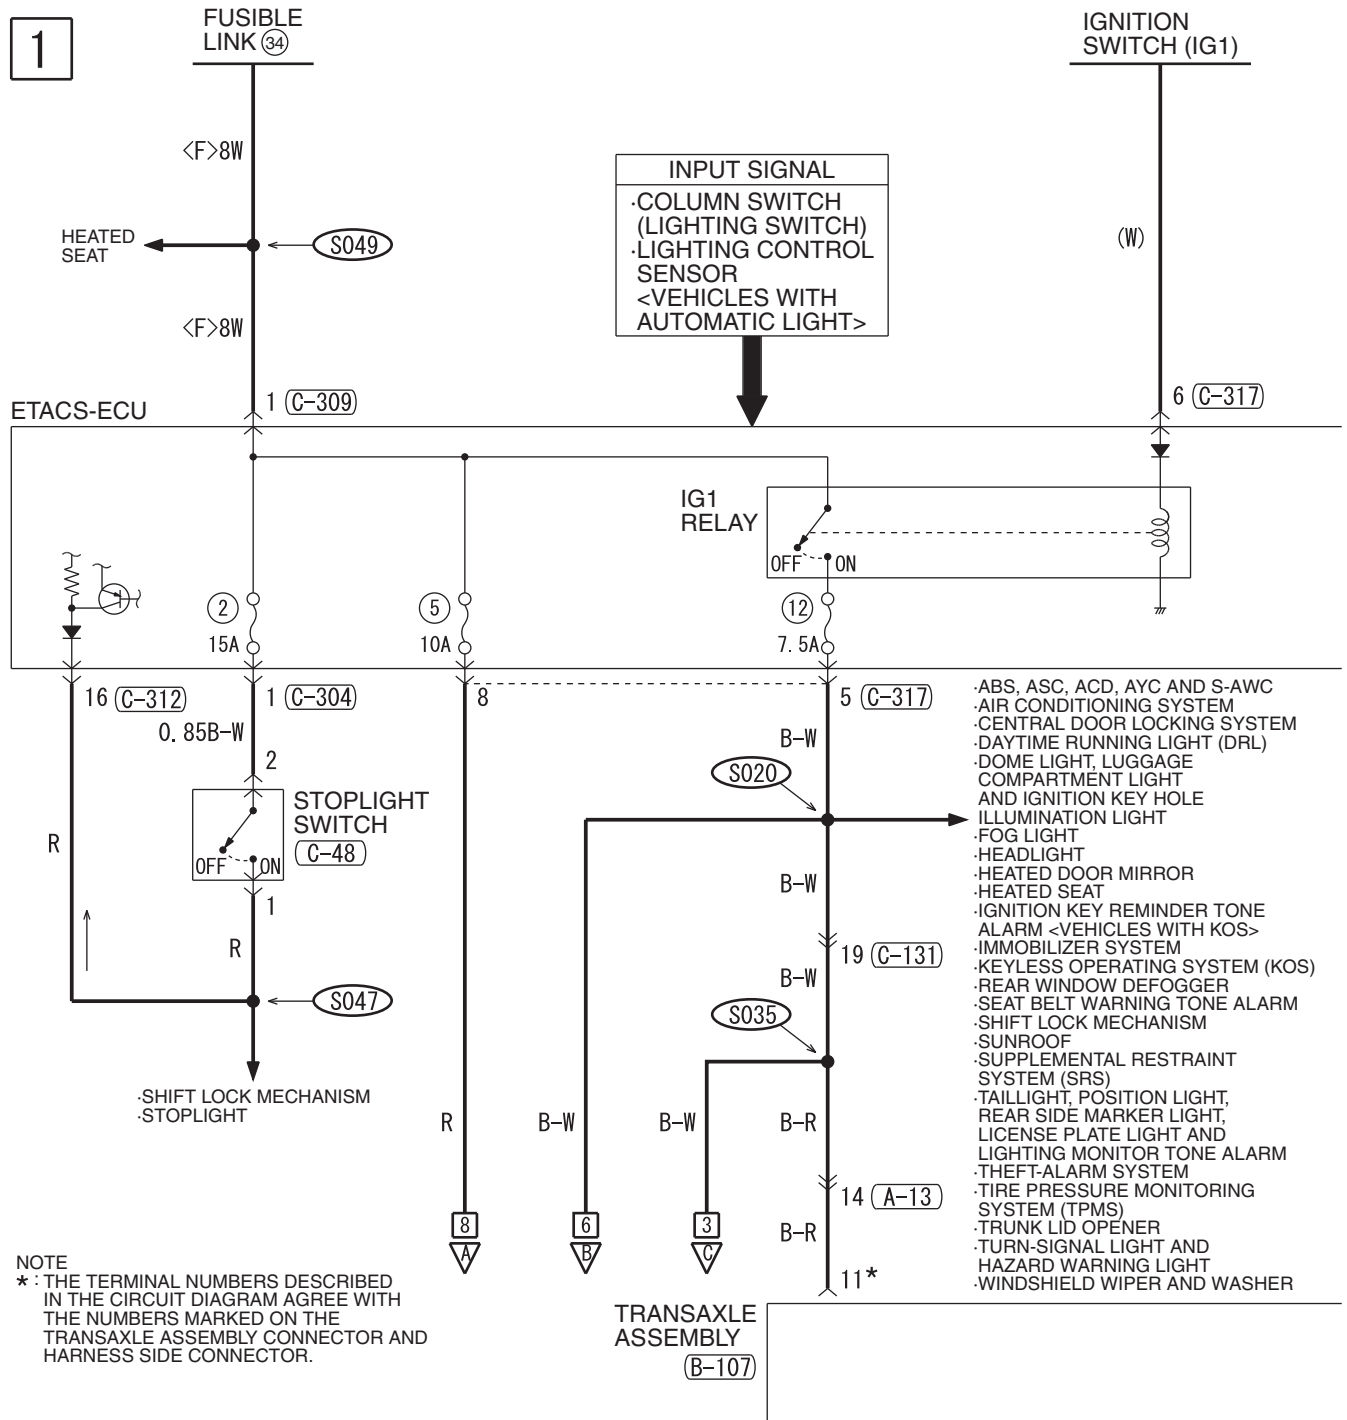 1
FUSIBLE
LINK 34
IGNITION
SWITCH (IG1)
<F>8W
INPUT SIGNAL
·COLUMN SWITCH
(LIGHTING SWITCH)
·LIGHTING CONTROL
SENSOR
<VEHICLES WITH
AUTOMATIC LIGHT>
HEATED
SEAT
S049
(W)
<F>8W
ETACS-ECU
1 C-309
6 C-317
IG1
RELAY
OFF ON
2
15A
5
10A
12
7.5A
16 C-312
1 C-304
8
5 C-317
0.85B-W
2
STOPLIGHT
SWITCH
C-48
OFF ON
1
R
R
S047
·SHIFT LOCK MECHANISM
·STOPLIGHT
B-W
S020
B-W
19 C-131
B-W
S035
R
B-W
B-W
B-R
14 A-13
B-R
8
A
6
B
3
C
11*
·ABS, ASC, ACD, AYC AND S-AWC
·AIR CONDITIONING SYSTEM
·CENTRAL DOOR LOCKING SYSTEM
·DAYTIME RUNNING LIGHT (DRL)
·DOME LIGHT, LUGGAGE
COMPARTMENT LIGHT
AND IGNITION KEY HOLE
ILLUMINATION LIGHT
·FOG LIGHT
·HEADLIGHT
·HEATED DOOR MIRROR
·HEATED SEAT
·IGNITION KEY REMINDER TONE
ALARM <VEHICLES WITH KOS>
·IMMOBILIZER SYSTEM
·KEYLESS OPERATING SYSTEM (KOS)
·REAR WINDOW DEFOGGER
·SEAT BELT WARNING TONE ALARM
·SHIFT LOCK MECHANISM
·SUNROOF
·SUPPLEMENTAL RESTRAINT
SYSTEM (SRS)
·TAILLIGHT, POSITION LIGHT,
REAR SIDE MARKER LIGHT,
LICENSE PLATE LIGHT AND
LIGHTING MONITOR TONE ALARM
·THEFT-ALARM SYSTEM
·TIRE PRESSURE MONITORING
SYSTEM (TPMS)
·TRUNK LID OPENER
·TURN-SIGNAL LIGHT AND
HAZARD WARNING LIGHT
·WINDSHIELD WIPER AND WASHER
NOTE
* : THE TERMINAL NUMBERS DESCRIBED
IN THE CIRCUIT DIAGRAM AGREE WITH
THE NUMBERS MARKED ON THE
TRANSAXLE ASSEMBLY CONNECTOR AND
HARNESS SIDE CONNECTOR.
TRANSAXLE
ASSEMBLY
B-107